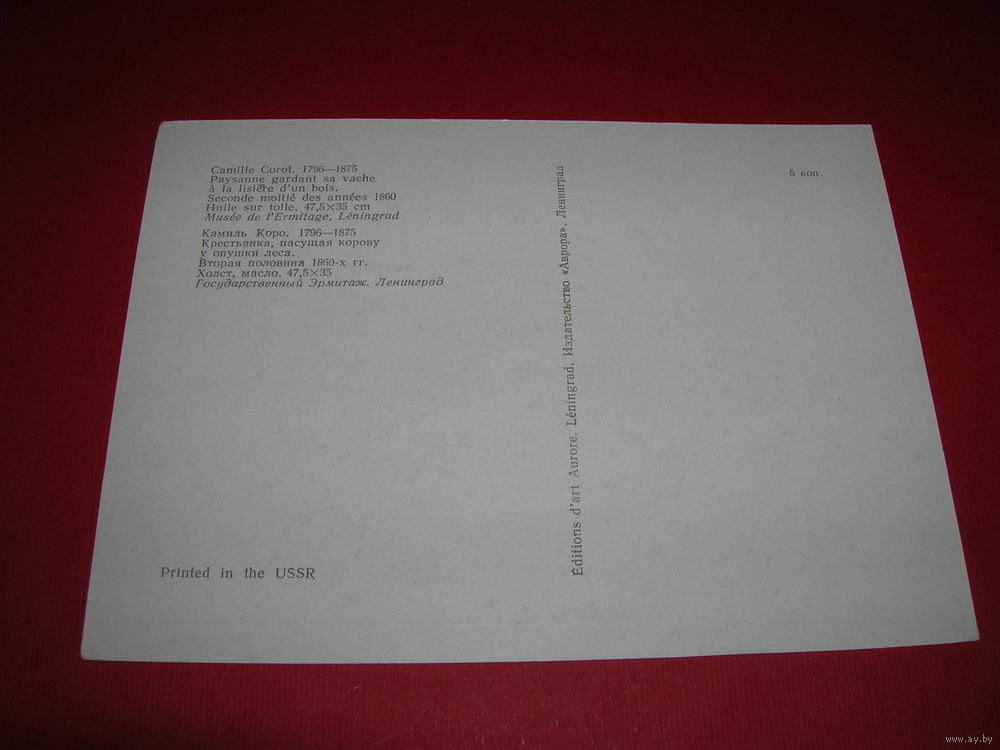 Camille Corot. 1796—1875
Paysanne gardant sa vache
à la lisière d'un bois.
Seconde moitié des années 1860
Huile sur toile. 47,5×35 cm
Musée de l'Ermitage. Léningrad
Камиль Коро. 1796—1875
Крестьянка, пасущая корову
у опушки леса.
Вторая половина 1860-х гг.
Холст, масло. 47,5×35
Государственный Эрмитаж. Ленинград
Printed in the USSR
Éditions d'art Aurore. Léningrad. Издательство «Аврора». Ленинград
5 коп.
www.ay.by